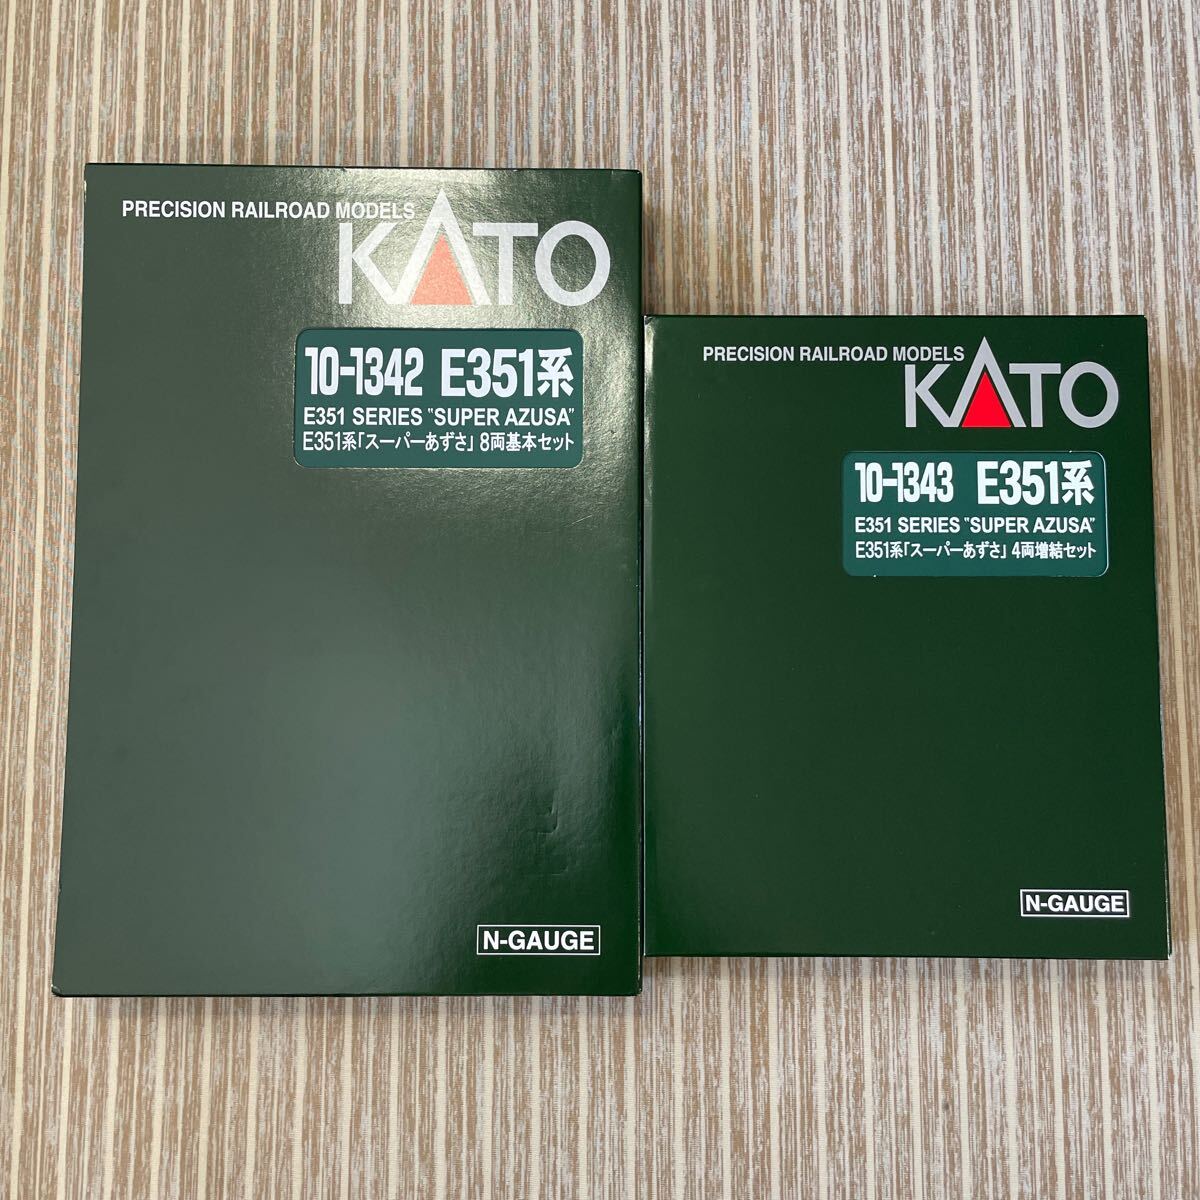 PRECISION RAILROAD MODELS
KATO
10-1342 E351系
E351 SERIES "SUPER AZUSA"
E351系「スーパーあずさ」8両基本セット
N-GAUGE
PRECISION RAILROAD MODELS
KATO
10-1343 E351系
E351 SERIES "SUPER AZUSA"
E351系「スーパーあずさ」4両増結セット
N-GAUGE